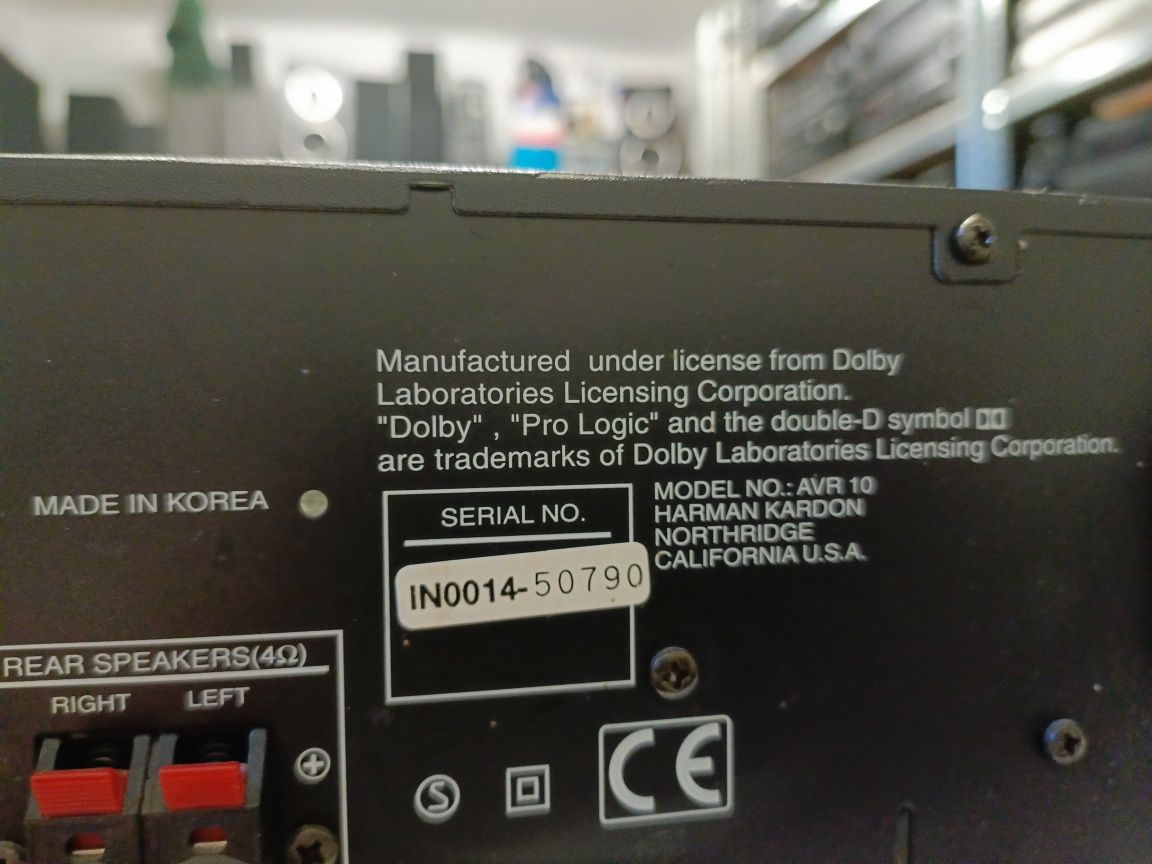 Manufactured under license from Dolby
Laboratories Licensing Corporation.
"Dolby" , "Pro Logic" and the double-D symbol
are trademarks of Dolby Laboratories Licensing Corporation.
MADE IN KOREA
SERIAL NO.
IN0014-50790
MODEL NO.: AVR 10
HARMAN KARDON
NORTHRIDGE
CALIFORNIA U.S.A.
REAR SPEAKERS(4Ω)
RIGHT LEFT
+
S
CE